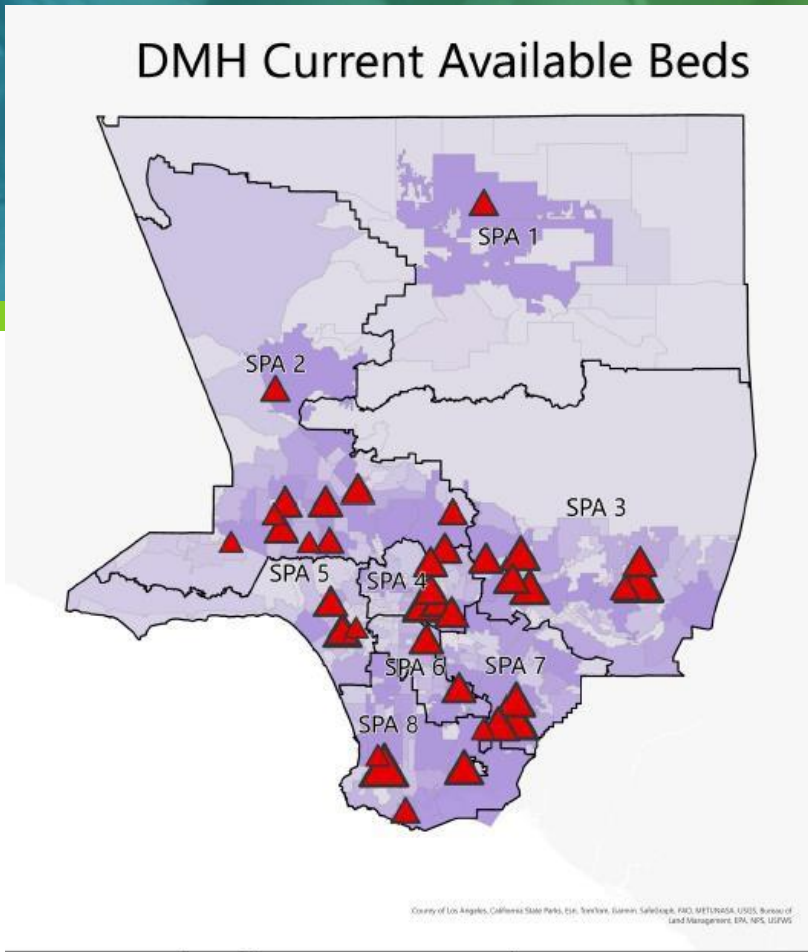 DMH Current Available Beds
SPA 1
SPA 2
SPA 3
SPA 5
SPA 4
SPA 6
SPA 7
SPA 8
County of Los Angeles, California State Parks, Esri, TomTom, Garmin, SafeGraph, FAO, METI/NASA, USGS, Bureau of
Land Management, EPA, NPS, USFWS